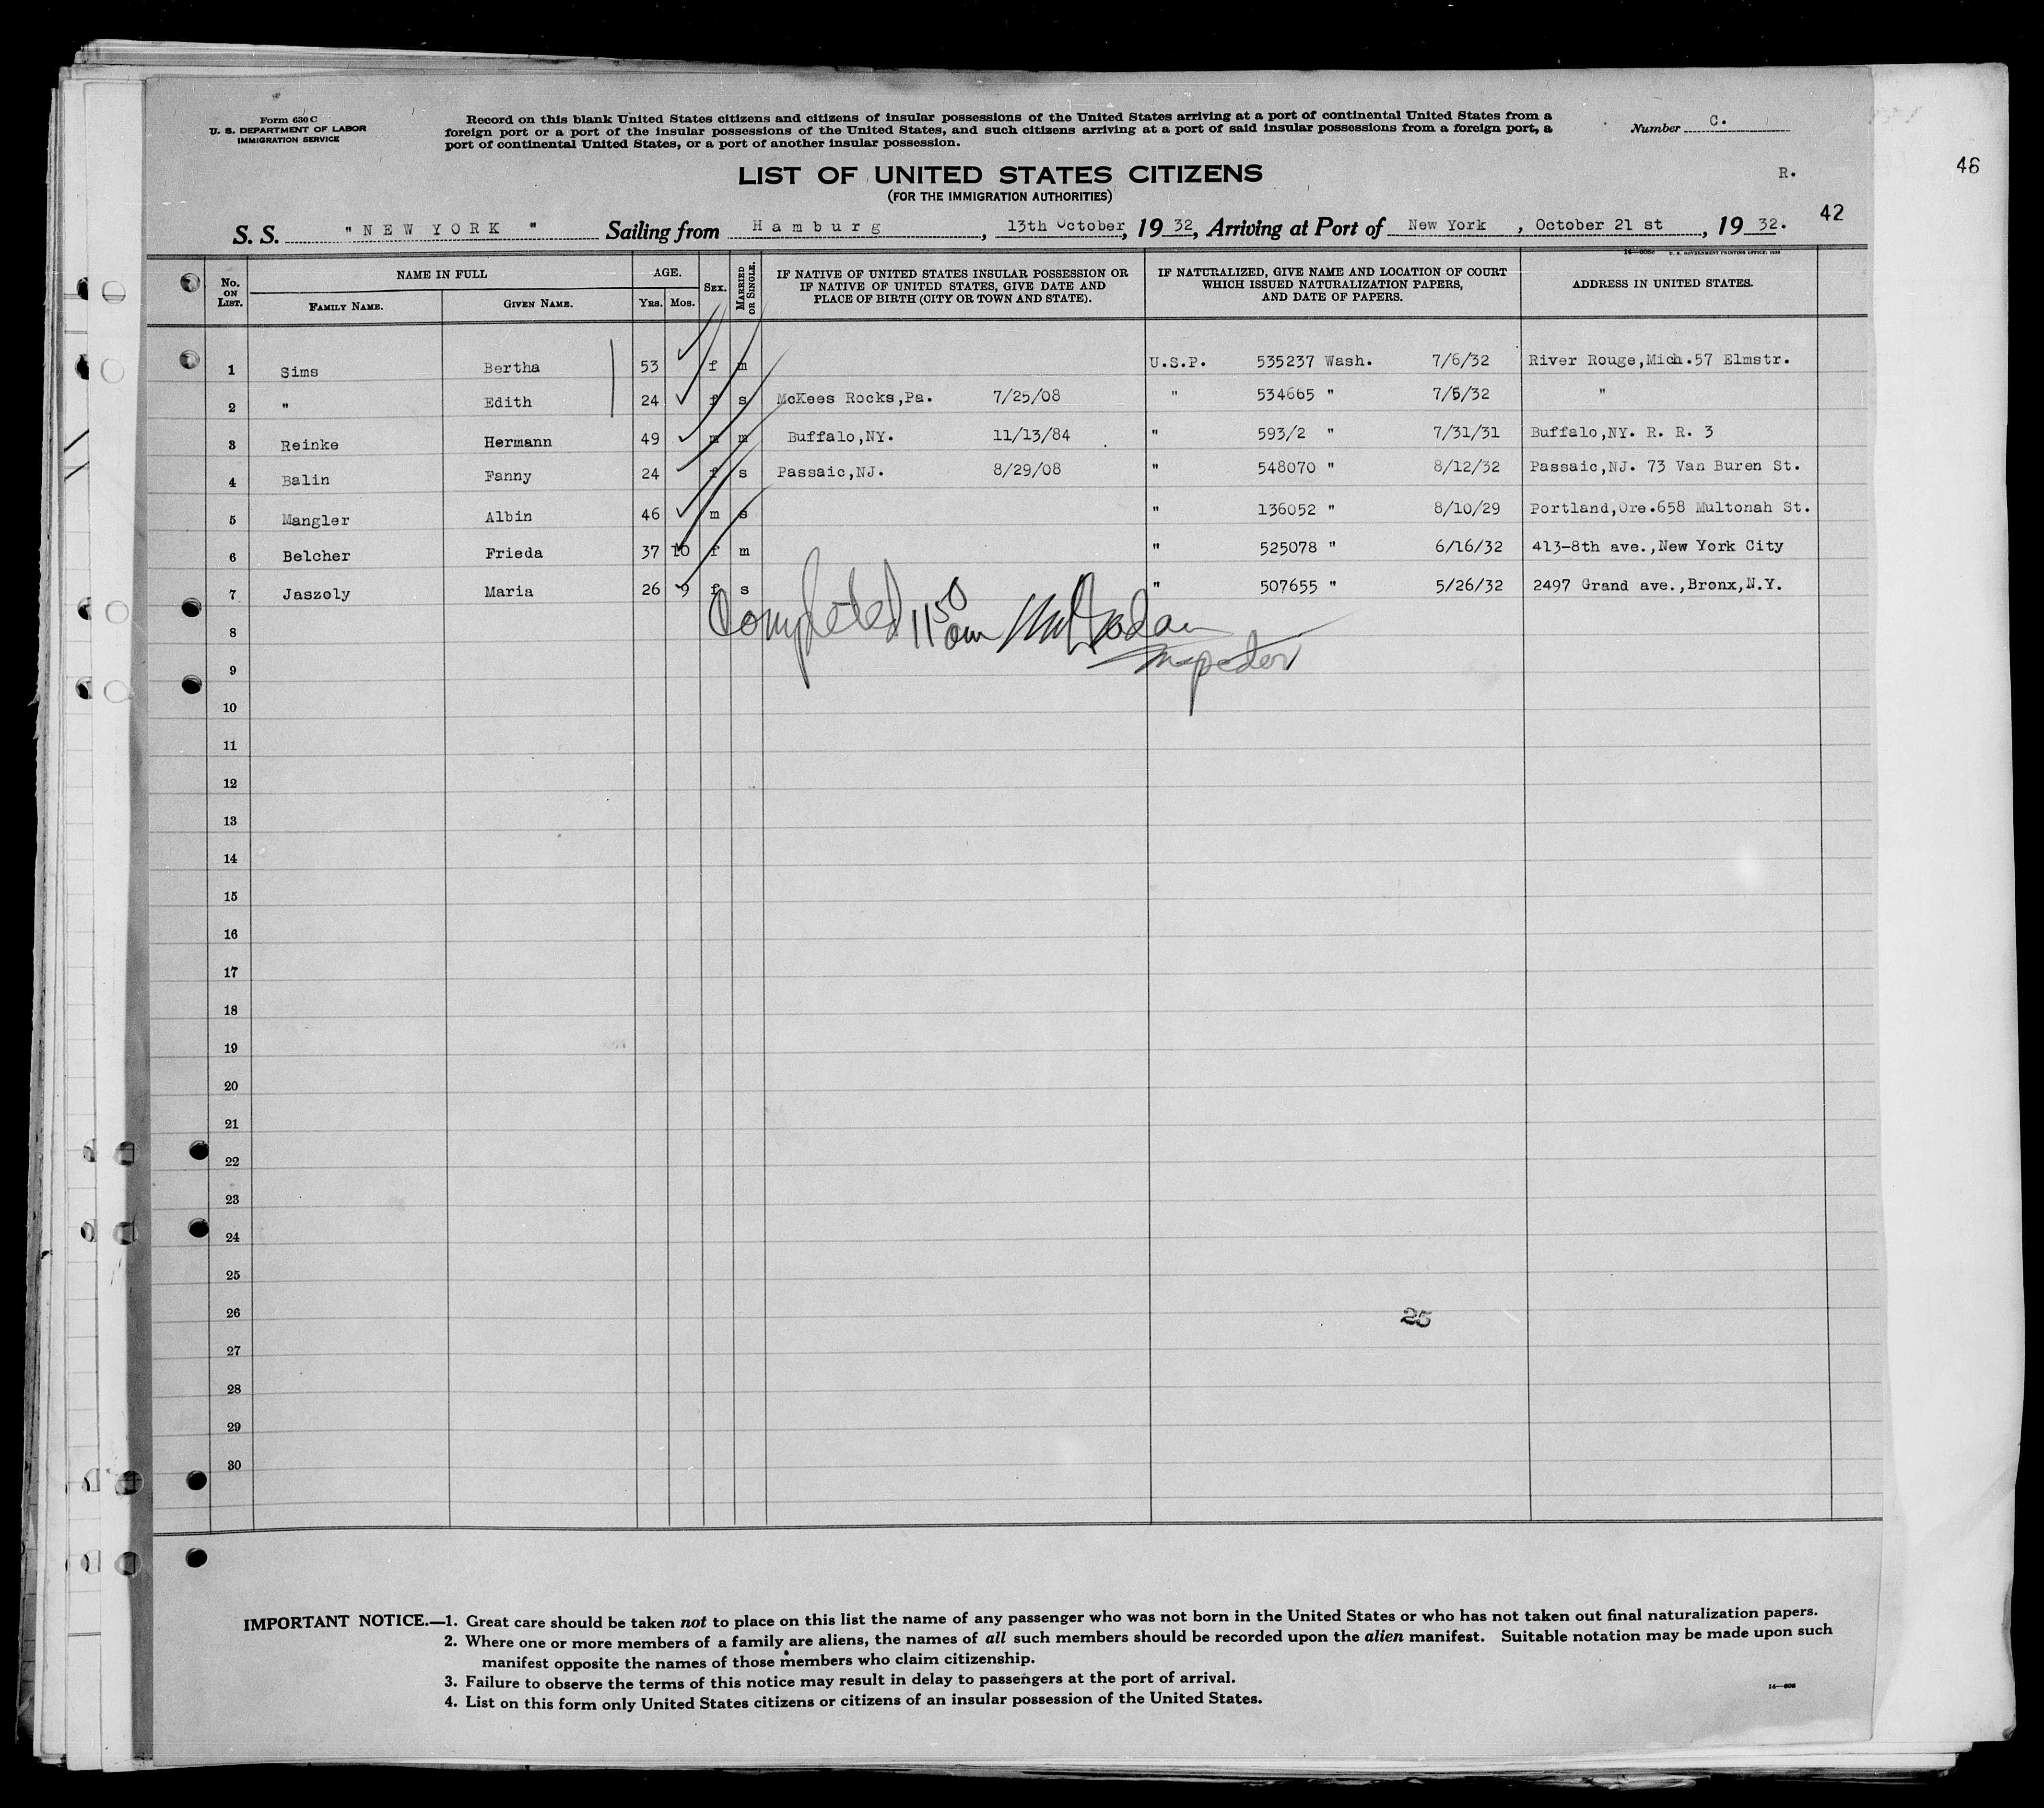 Form 630 C
U. S. DEPARTMENT OF LABOR
IMMIGRATION SERVICE
Record on this blank United States citizens and citizens of insular possessions of the United States arriving at a port of continental United States from a
foreign port or a port of the insular possessions of the United States, and such citizens arriving at a port of said insular possessions from a foreign port, a
port of continental United States, or a port of another insular possession.
Number C.
LIST OF UNITED STATES CITIZENS
R.
46
(FOR THE IMMIGRATION AUTHORITIES)
42
S. S. " NEW YORK " Sailing from Hamburg, 13th October, 1932, Arriving at Port of New York, October 21 st, 1932.
U. S. GOVERNMENT PRINTING OFFICE: 1932
No. ON LIST. NAME IN FULL FAMILY NAME. GIVEN NAME. AGE. YRS. MOS. SEX. MARRIED OR SINGLE. IF NATIVE OF UNITED STATES INSULAR POSSESSION OR IF NATIVE OF UNITED STATES, GIVE DATE AND PLACE OF BIRTH (CITY OR TOWN AND STATE). IF NATURALIZED, GIVE NAME AND LOCATION OF COURT WHICH ISSUED NATURALIZATION PAPERS, AND DATE OF PAPERS. ADDRESS IN UNITED STATES.
1 Sims Bertha 53 f m U.S.P. 535237 Wash. 7/6/32 River Rouge,Mich.57 Elmstr.
2 " Edith 24 f s McKees Rocks,Pa. 7/25/08 " 534665 " 7/5/32 "
3 Reinke Hermann 49 m m Buffalo,NY. 11/13/84 " 593/2 " 7/31/31 Buffalo,NY. R. R. 3
4 Balin Fanny 24 f s Passaic,NJ. 8/29/08 " 548070 " 8/12/32 Passaic,NJ. 73 Van Buren St.
5 Mangler Albin 46 m s " 136052 " 8/10/29 Portland,Ore.658 Multonah St.
6 Belcher Frieda 37 10 f m " 525078 " 6/16/32 413-8th ave.,New York City
7 Jaszoly Maria 26 9 f s " 507655 " 5/26/32 2497 Grand ave.,Bronx,N.Y.
Completed 11 50 am
Inspector
8
9
10
11
12
13
14
15
16
17
18
19
20
21
22
23
24
25
26
25
27
28
29
30
IMPORTANT NOTICE.—1. Great care should be taken not to place on this list the name of any passenger who was not born in the United States or who has not taken out final naturalization papers.
2. Where one or more members of a family are aliens, the names of all such members should be recorded upon the alien manifest. Suitable notation may be made upon such
manifest opposite the names of those members who claim citizenship.
3. Failure to observe the terms of this notice may result in delay to passengers at the port of arrival.
4. List on this form only United States citizens or citizens of an insular possession of the United States.